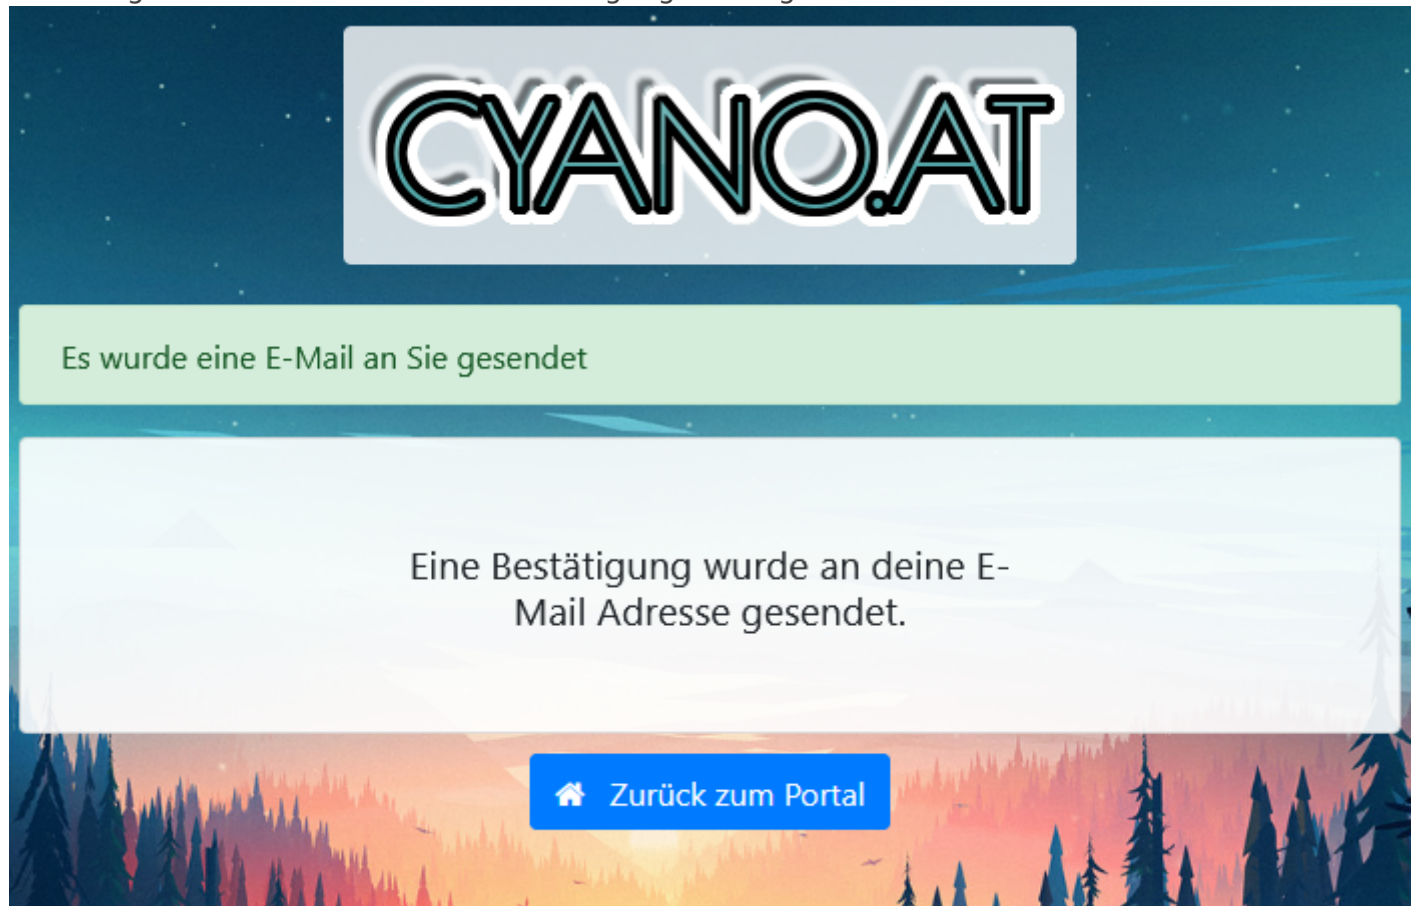 CYANO.AT
Es wurde eine E-Mail an Sie gesendet
Eine Bestätigung wurde an deine E-
Mail Adresse gesendet.
Zurück zum Portal